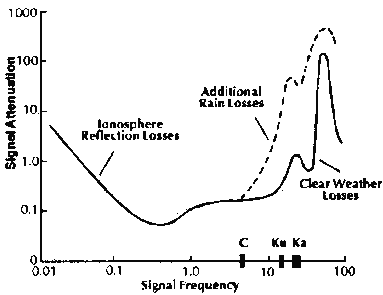 1000
100
10
1.0
0.1
0
Signal Attenuation
Ionosphere
Reflection Losses
Additional
Rain Losses
Clear Weather
Losses
C Ku Ka
0.01 0.1 1.0 10 100
Signal Frequency